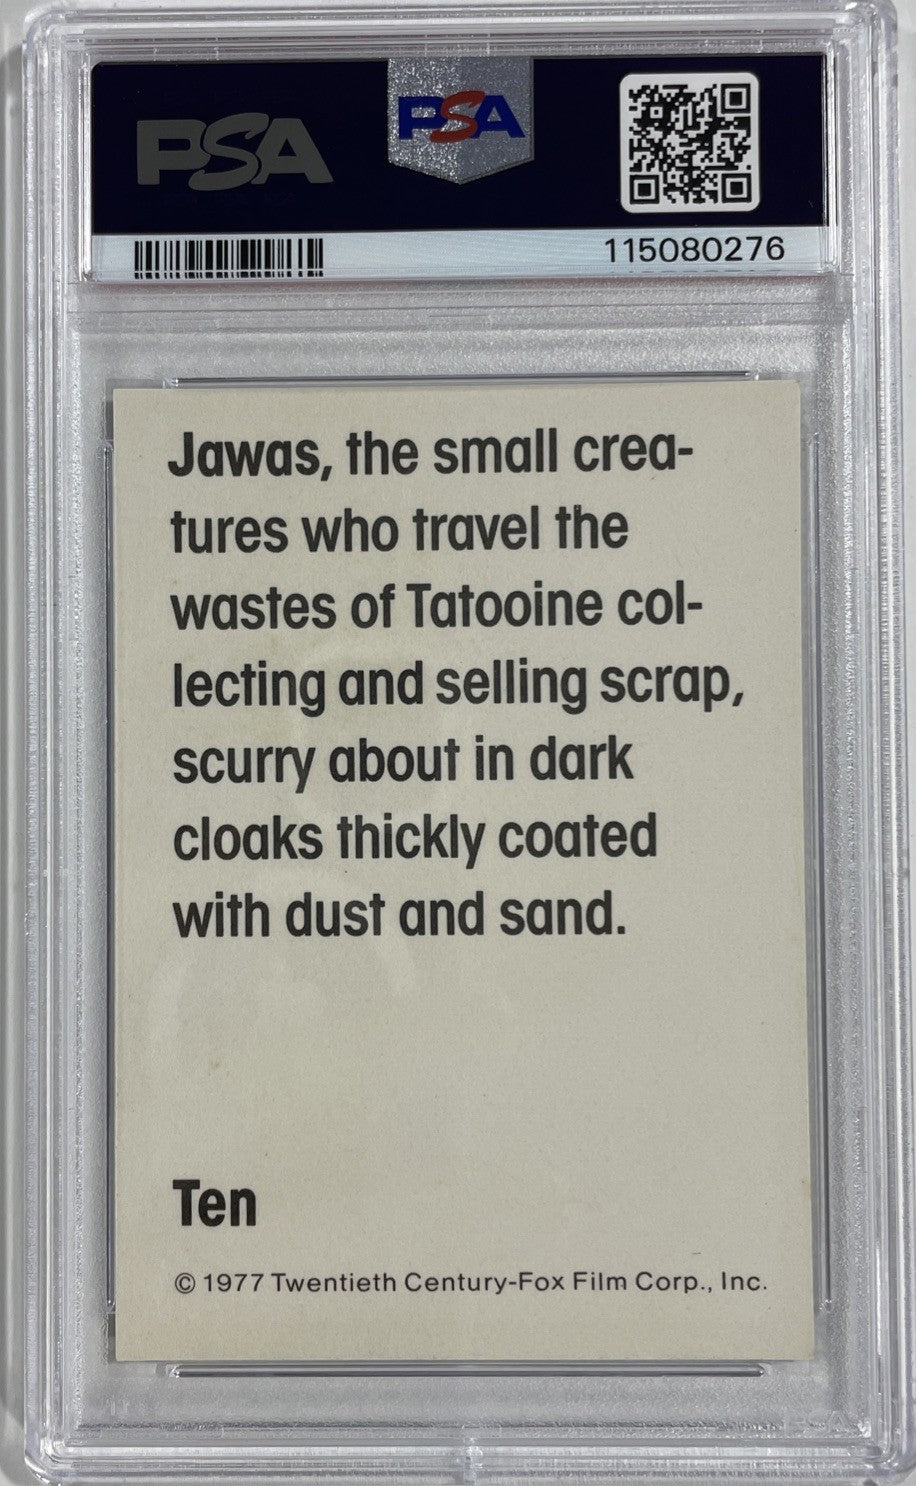 PSA
PSA
115080276
Jawas, the small crea-
tures who travel the
wastes of Tatooine col-
lecting and selling scrap,
scurry about in dark
cloaks thickly coated
with dust and sand.
Ten
© 1977 Twentieth Century-Fox Film Corp., Inc.
PSA